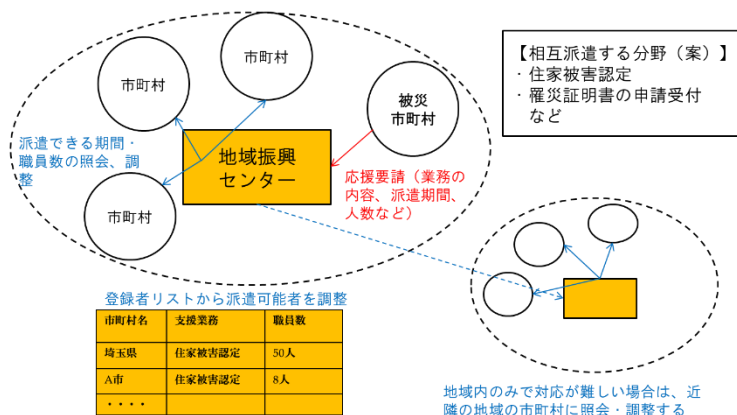 市町村
市町村
被災
市町村
【相互派遣する分野（案）】
・住家被害認定
・罹災証明書の申請受付
など
派遣できる期間・
職員数の照会、調
整
地域振興
センター
応援要請（業務の
内容、派遣期間、
人数など）
市町村
登録者リストから派遣可能者を調整
市町村名 支援業務 職員数
埼玉県 住家被害認定 50人
A市 住家被害認定 8人
・・・・
地域内のみで対応が難しい場合は、近
隣の地域の市町村に照会・調整する